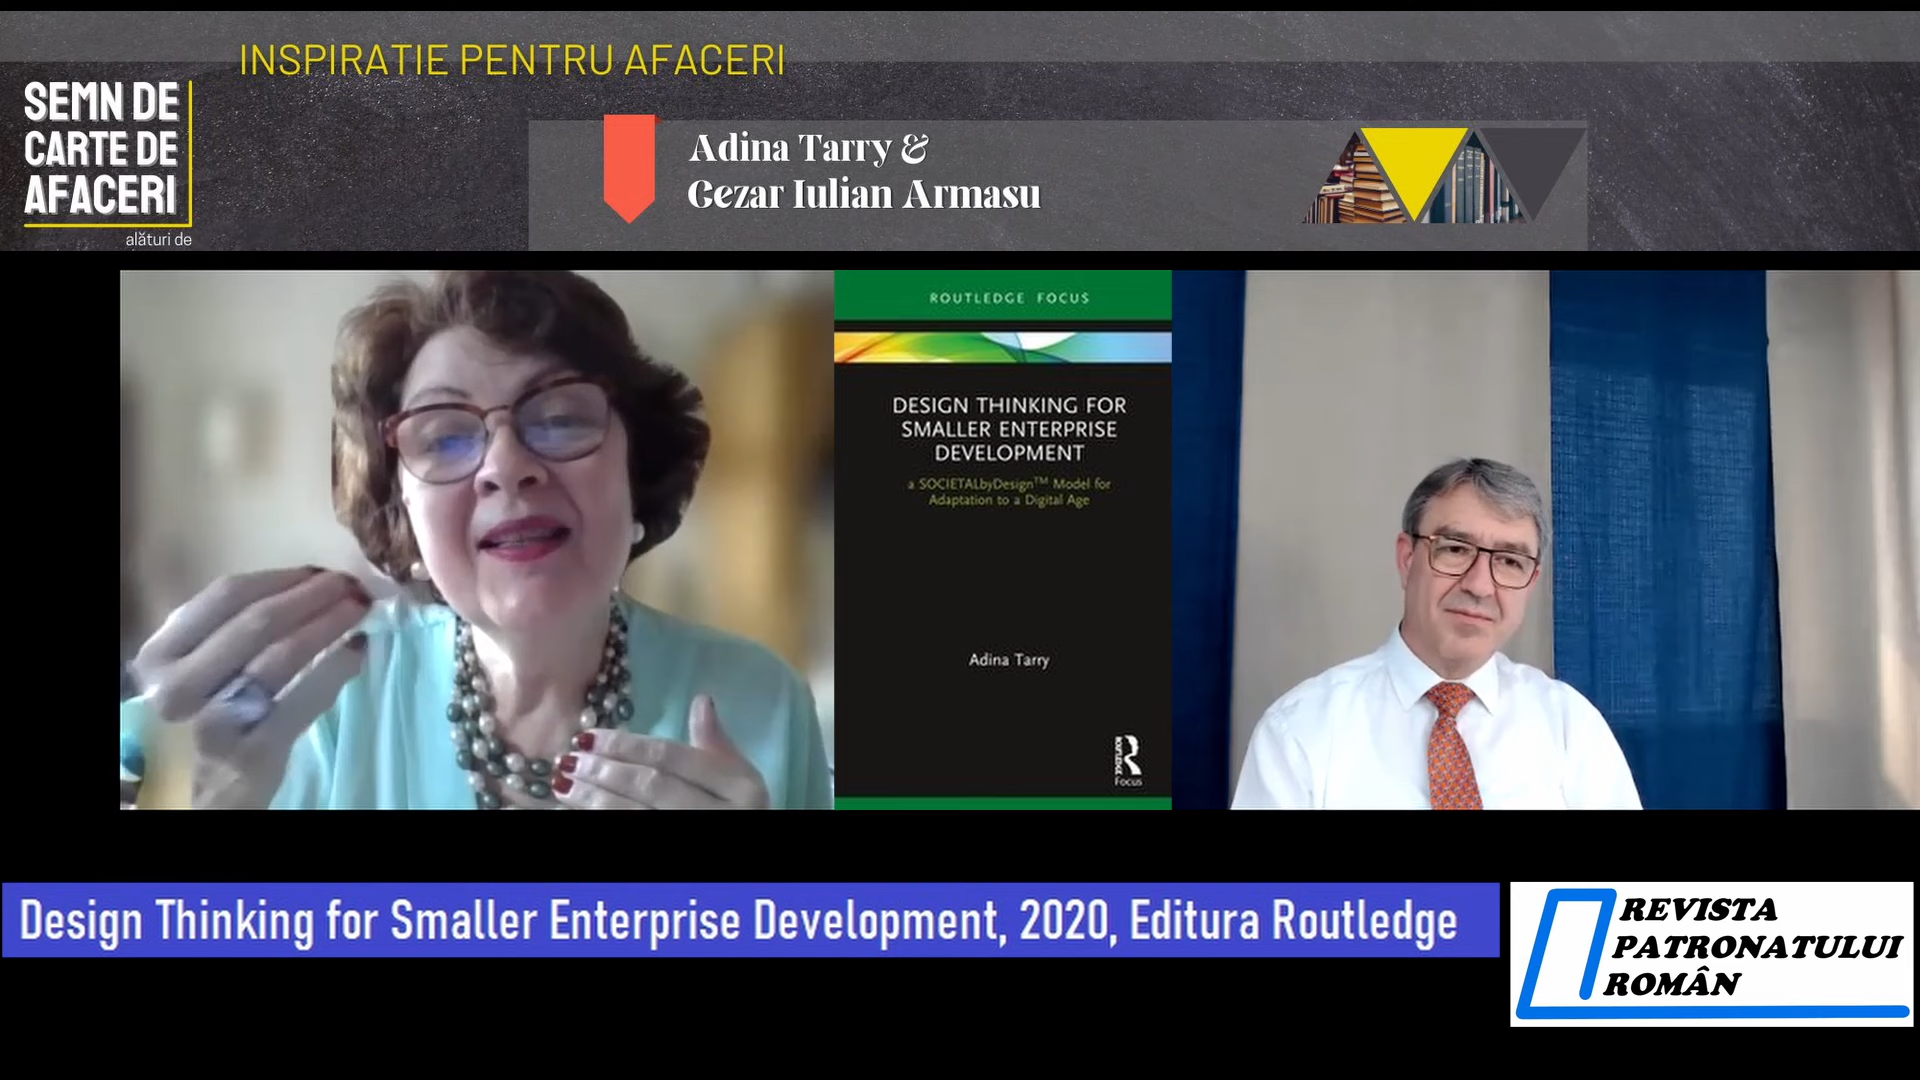 INSPIRATIE PENTRU AFACERI
SEMN DE
CARTE DE
AFACERI
alături de
Adina Tarry &
Cezar Iulian Armasu
ROUTLEDGE FOCUS
DESIGN THINKING FOR
SMALLER ENTERPRISE
DEVELOPMENT
a SOCIETALbyDesign™ Model for
Adaptation to a Digital Age
Adina Tarry
ROUTLEDGE
Focus
Design Thinking for Smaller Enterprise Development, 2020, Editura Routledge
REVISTA
PATRONATULUI
ROMÂN